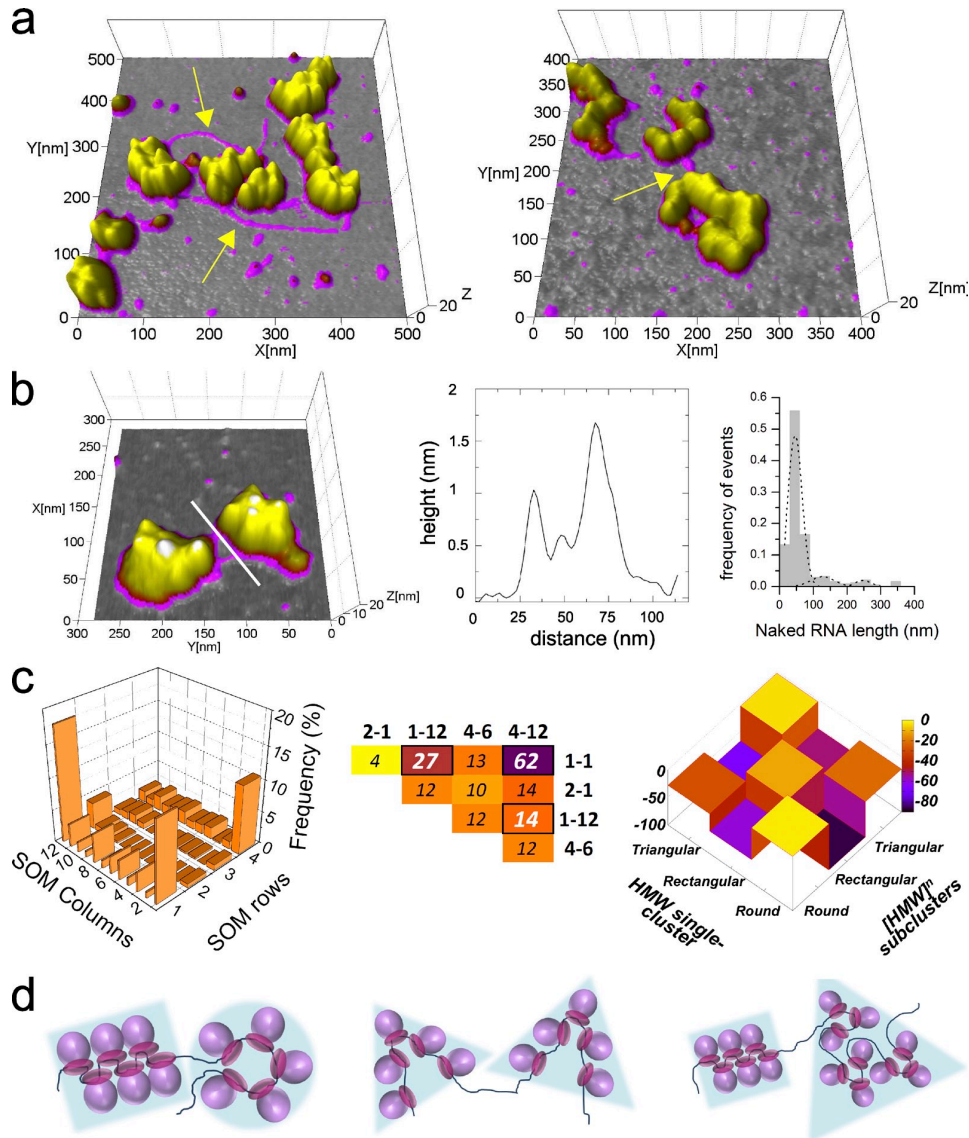 a
500
400
300
200
100
0
Y[nm]
0 100 200 300 400 500
X[nm]
Z
20
0
400
350
300
250
200
150
100
50
0
Y[nm]
0 50 100 150 200 250 300 350 400
X[nm]
Z[nm]
20
0
b
300
250
200
150
100
50
0
X[nm]
300 250 200 150 100 50 0
Y[nm]
Z[nm]
20
10
0
2
1.5
1
0.5
0
height (nm)
0 25 50 75 100
distance (nm)
0.6
0.5
0.4
0.3
0.2
0.1
0.0
frequency of events
0 100 200 300 400
Naked RNA length (nm)
c
20
15
10
5
0
Frequency (%)
12 10 8 6 4 2
SOM Columns
1 2 3 4
SOM rows
2-1 1-12 4-6 4-12
4 27 13 62 1-1
12 10 14 2-1
12 14 1-12
12 4-6
0
-50
-100
Triangular
Rectangular
Round
HMW single-
cluster
Round
Rectangular
Triangular
[HMW]ⁿ
subclusters
0
-20
-40
-60
-80
d